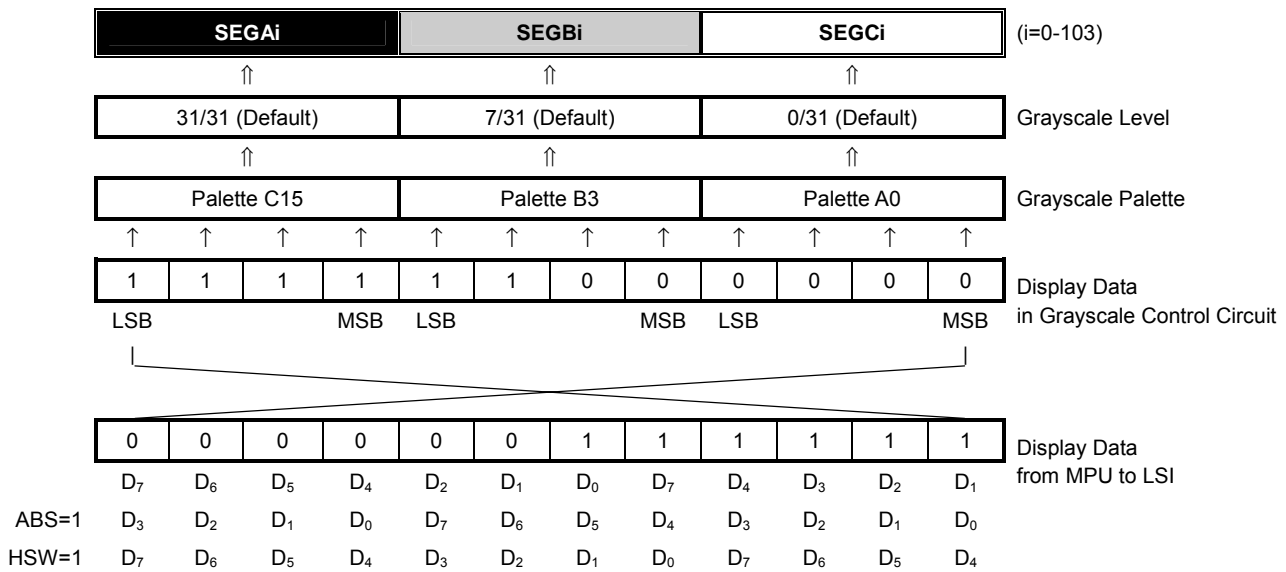 SEGAi SEGBi SEGCi (i=0-103)
⇑ ⇑ ⇑
31/31 (Default) 7/31 (Default) 0/31 (Default) Grayscale Level
⇑ ⇑ ⇑
Palette C15 Palette B3 Palette A0 Grayscale Palette
↑ ↑ ↑ ↑ ↑ ↑ ↑ ↑ ↑ ↑ ↑ ↑
1 1 1 1 1 1 0 0 0 0 0 0 Display Data
LSB MSB LSB MSB LSB MSB in Grayscale Control Circuit
0 0 0 0 0 0 1 1 1 1 1 1 Display Data
D₇ D₆ D₅ D₄ D₂ D₁ D₀ D₇ D₄ D₃ D₂ D₁ from MPU to LSI
ABS=1 D₃ D₂ D₁ D₀ D₇ D₆ D₅ D₄ D₃ D₂ D₁ D₀
HSW=1 D₇ D₆ D₅ D₄ D₃ D₂ D₁ D₀ D₇ D₆ D₅ D₄